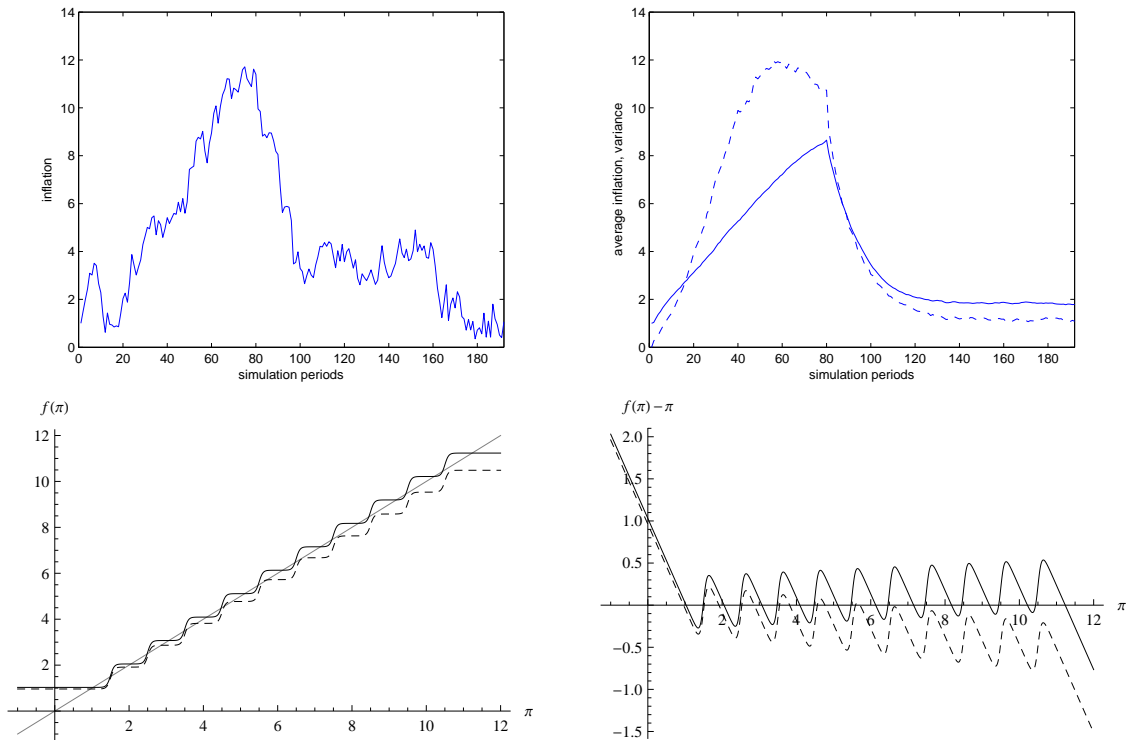 14
12
10
8
6
4
2
0
0 20 40 60 80 100 120 140 160 180
inflation
simulation periods
14
12
10
8
6
4
2
0
0 20 40 60 80 100 120 140 160 180
average inflation, variance
simulation periods
f(π)
12
10
8
6
4
2
2 4 6 8 10 12 π
f(π)−π
2.0
1.5
1.0
0.5
2 4 6 8 10 12 π
−0.5
−1.0
−1.5